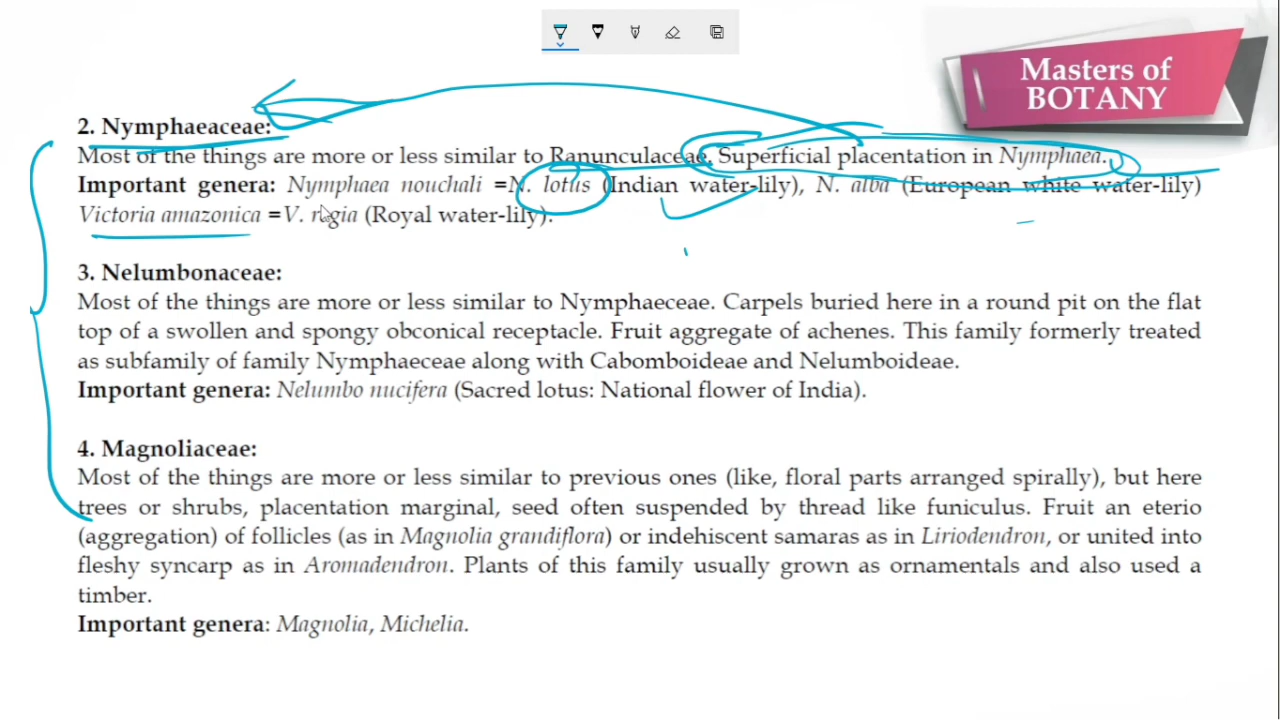 Masters of
BOTANY
2. Nymphaeaceae:
Most of the things are more or less similar to Ranunculaceae. Superficial placentation in Nymphaea.
Important genera: Nymphaea nouchali =N. lotus (Indian water-lily), N. alba (European white water-lily)
Victoria amazonica =V. regia (Royal water-lily).
3. Nelumbonaceae:
Most of the things are more or less similar to Nymphaeceae. Carpels buried here in a round pit on the flat
top of a swollen and spongy obconical receptacle. Fruit aggregate of achenes. This family formerly treated
as subfamily of family Nymphaeceae along with Cabomboideae and Nelumboideae.
Important genera: Nelumbo nucifera (Sacred lotus: National flower of India).
4. Magnoliaceae:
Most of the things are more or less similar to previous ones (like, floral parts arranged spirally), but here
trees or shrubs, placentation marginal, seed often suspended by thread like funiculus. Fruit an eterio
(aggregation) of follicles (as in Magnolia grandiflora) or indehiscent samaras as in Liriodendron, or united into
fleshy syncarp as in Aromadendron. Plants of this family usually grown as ornamentals and also used a
timber.
Important genera: Magnolia, Michelia.